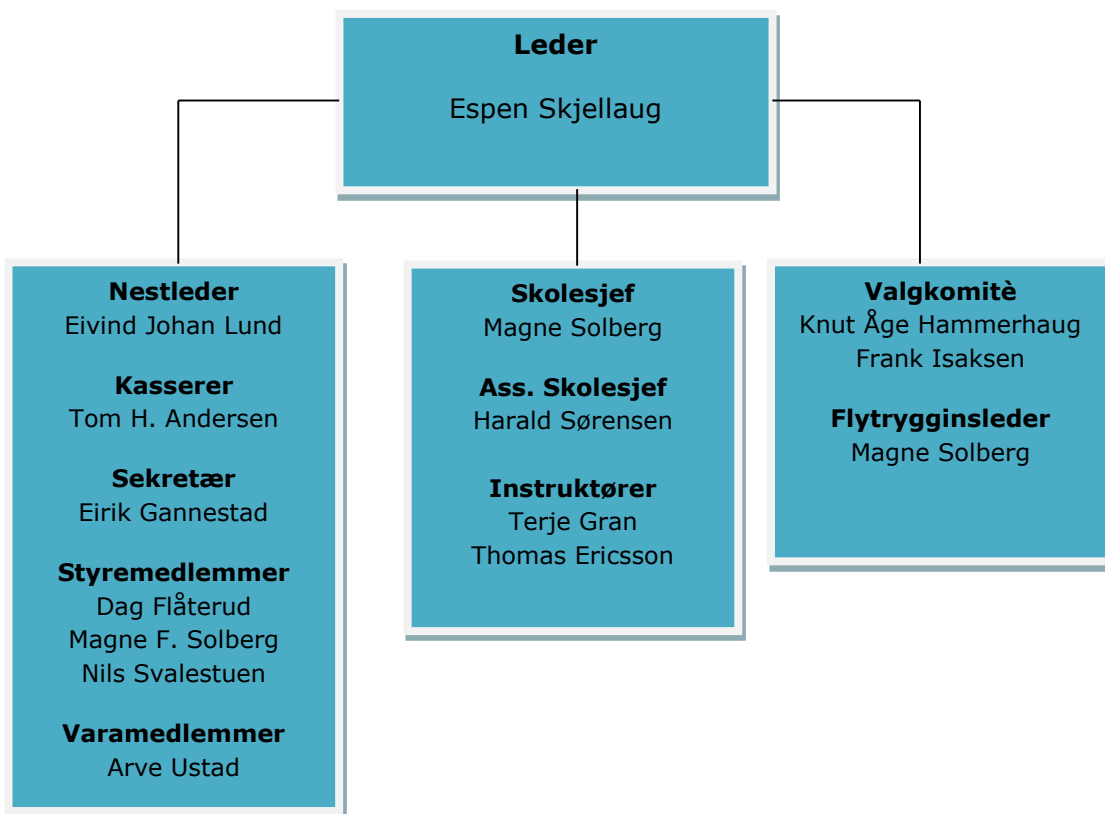 Leder
Espen Skjellaug
Nestleder
Eivind Johan Lund
Kasserer
Tom H. Andersen
Sekretær
Eirik Gannestad
Styremedlemmer
Dag Flåterud
Magne F. Solberg
Nils Svalestuen
Varamedlemmer
Arve Ustad
Skolesjef
Magne Solberg
Ass. Skolesjef
Harald Sørensen
Instruktører
Terje Gran
Thomas Ericsson
Valgkomitè
Knut Åge Hammerhaug
Frank Isaksen
Flytrygginsleder
Magne Solberg